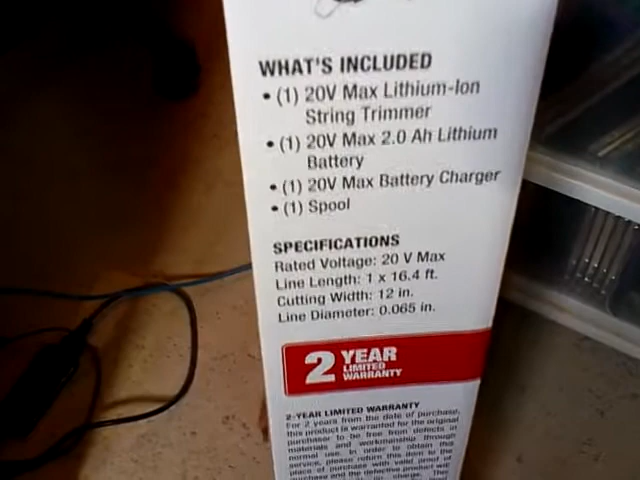 WHAT'S INCLUDED
• (1) 20V Max Lithium-Ion
String Trimmer
• (1) 20V Max 2.0 Ah Lithium
Battery
• (1) 20V Max Battery Charger
• (1) Spool
SPECIFICATIONS
Rated Voltage: 20 V Max
Line Length: 1 x 16.4 ft.
Cutting Width: 12 in.
Line Diameter: 0.065 in.
2 YEAR
LIMITED
WARRANTY
2-YEAR LIMITED WARRANTY
For 2 years from the date of purchase,
this product is warranted for the original
purchaser to be free from defects in
materials and workmanship through
normal use. In order to obtain the
service, please return this item to the
place of purchase with valid proof of
purchase and the defective product will
charge. This